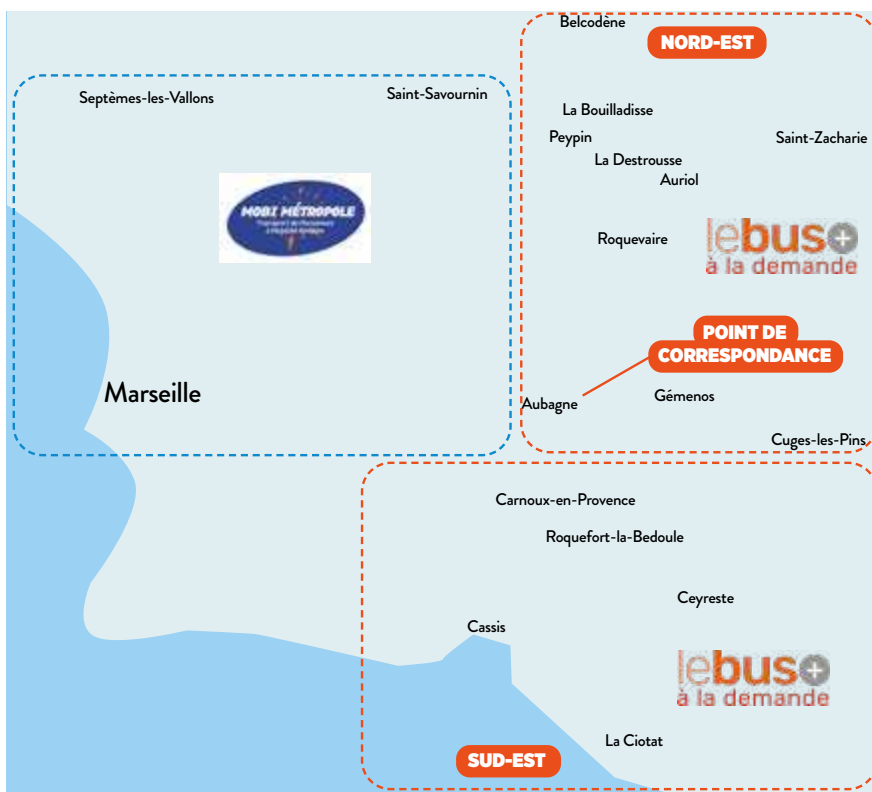 Belcodène
NORD-EST
Septèmes-les-Vallons
Saint-Savournin
La Bouilladisse
Peypin
Saint-Zacharie
La Destrousse
Auriol
MOBI MÉTROPOLE
Roquevaire
lebus+
à la demande
POINT DE
CORRESPONDANCE
Marseille
Aubagne
Gémenos
Cuges-les-Pins
Carnoux-en-Provence
Roquefort-la-Bedoule
Ceyreste
Cassis
lebus+
à la demande
La Ciotat
SUD-EST